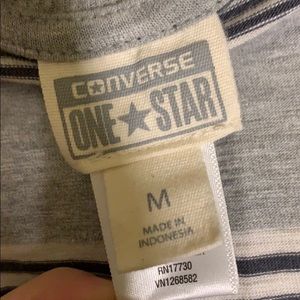 CONVERSE
ONE★STAR
M
MADE IN
INDONESIA
RN17730
VN1268582